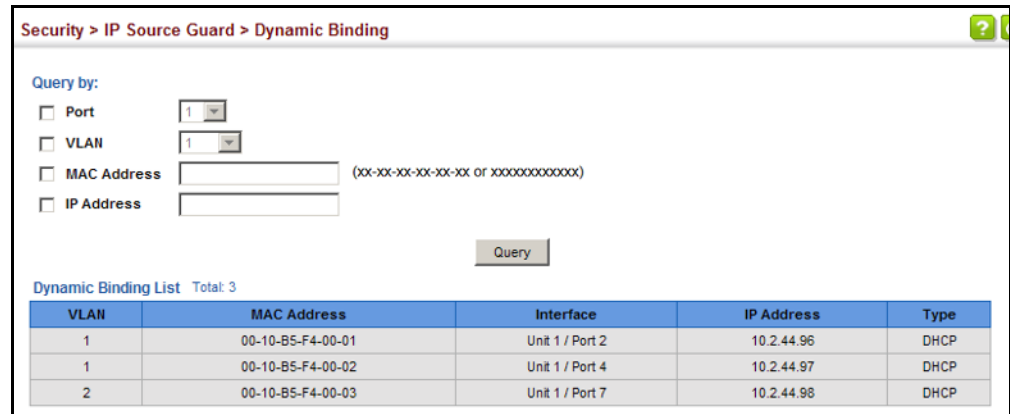 Security > IP Source Guard > Dynamic Binding ?
Query by:
Port 1
VLAN 1
MAC Address (xx-xx-xx-xx-xx-xx or xxxxxxxxxxxx)
IP Address
Query
Dynamic Binding List Total: 3
VLAN MAC Address Interface IP Address Type
1 00-10-B5-F4-00-01 Unit 1 / Port 2 10.2.44.96 DHCP
1 00-10-B5-F4-00-02 Unit 1 / Port 4 10.2.44.97 DHCP
2 00-10-B5-F4-00-03 Unit 1 / Port 7 10.2.44.98 DHCP